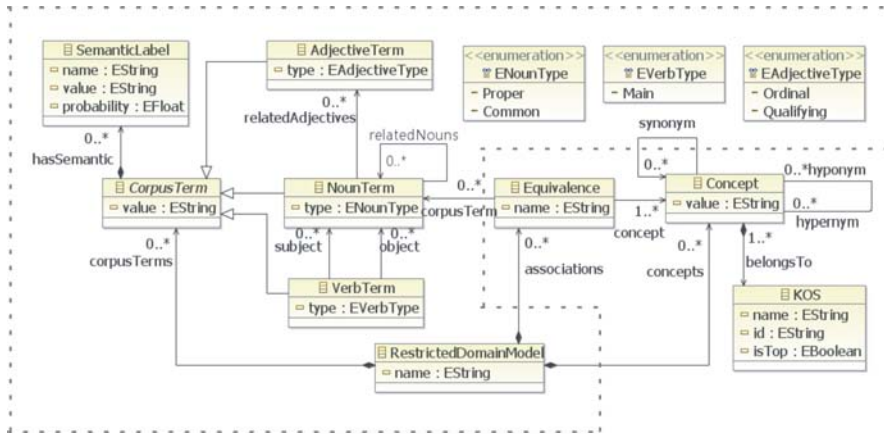 SemanticLabel
name : EString
value : EString
probability : EFloat
AdjectiveTerm
type : EAdjectiveType
<<enumeration>>
ENounType
Proper
Common
<<enumeration>>
EVerbType
Main
<<enumeration>>
EAdjectiveType
Ordinal
Qualifying
0..*
hasSemantic
0..*
relatedAdjectives
relatedNouns
0..*
synonym
0..*
0..* hyponym
0..*
hypernym
CorpusTerm
value : EString
NounTerm
type : ENounType
0..*
corpusTerm
Equivalence
name : EString
1..*
concept
Concept
value : EString
0..*
corpusTerms
0..*
subject
0..*
object
0..*
associations
0..*
concepts
1..*
belongsTo
VerbTerm
type : EVerbType
KOS
name : EString
id : EString
isTop : EBoolean
RestrictedDomainModel
name : EString